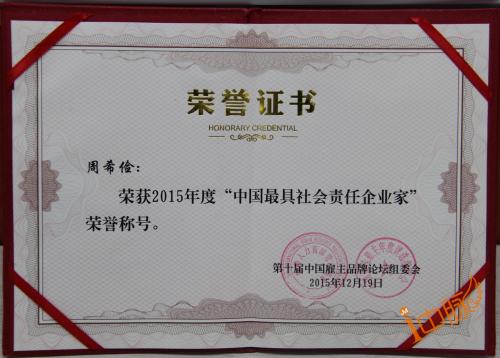 荣誉证书
HONORARY CREDENTIAL
周希俭：
荣获2015年度“中国最具社会责任企业家”
荣誉称号。
第十届中国雇主品牌论坛组委会
2015年12月19日